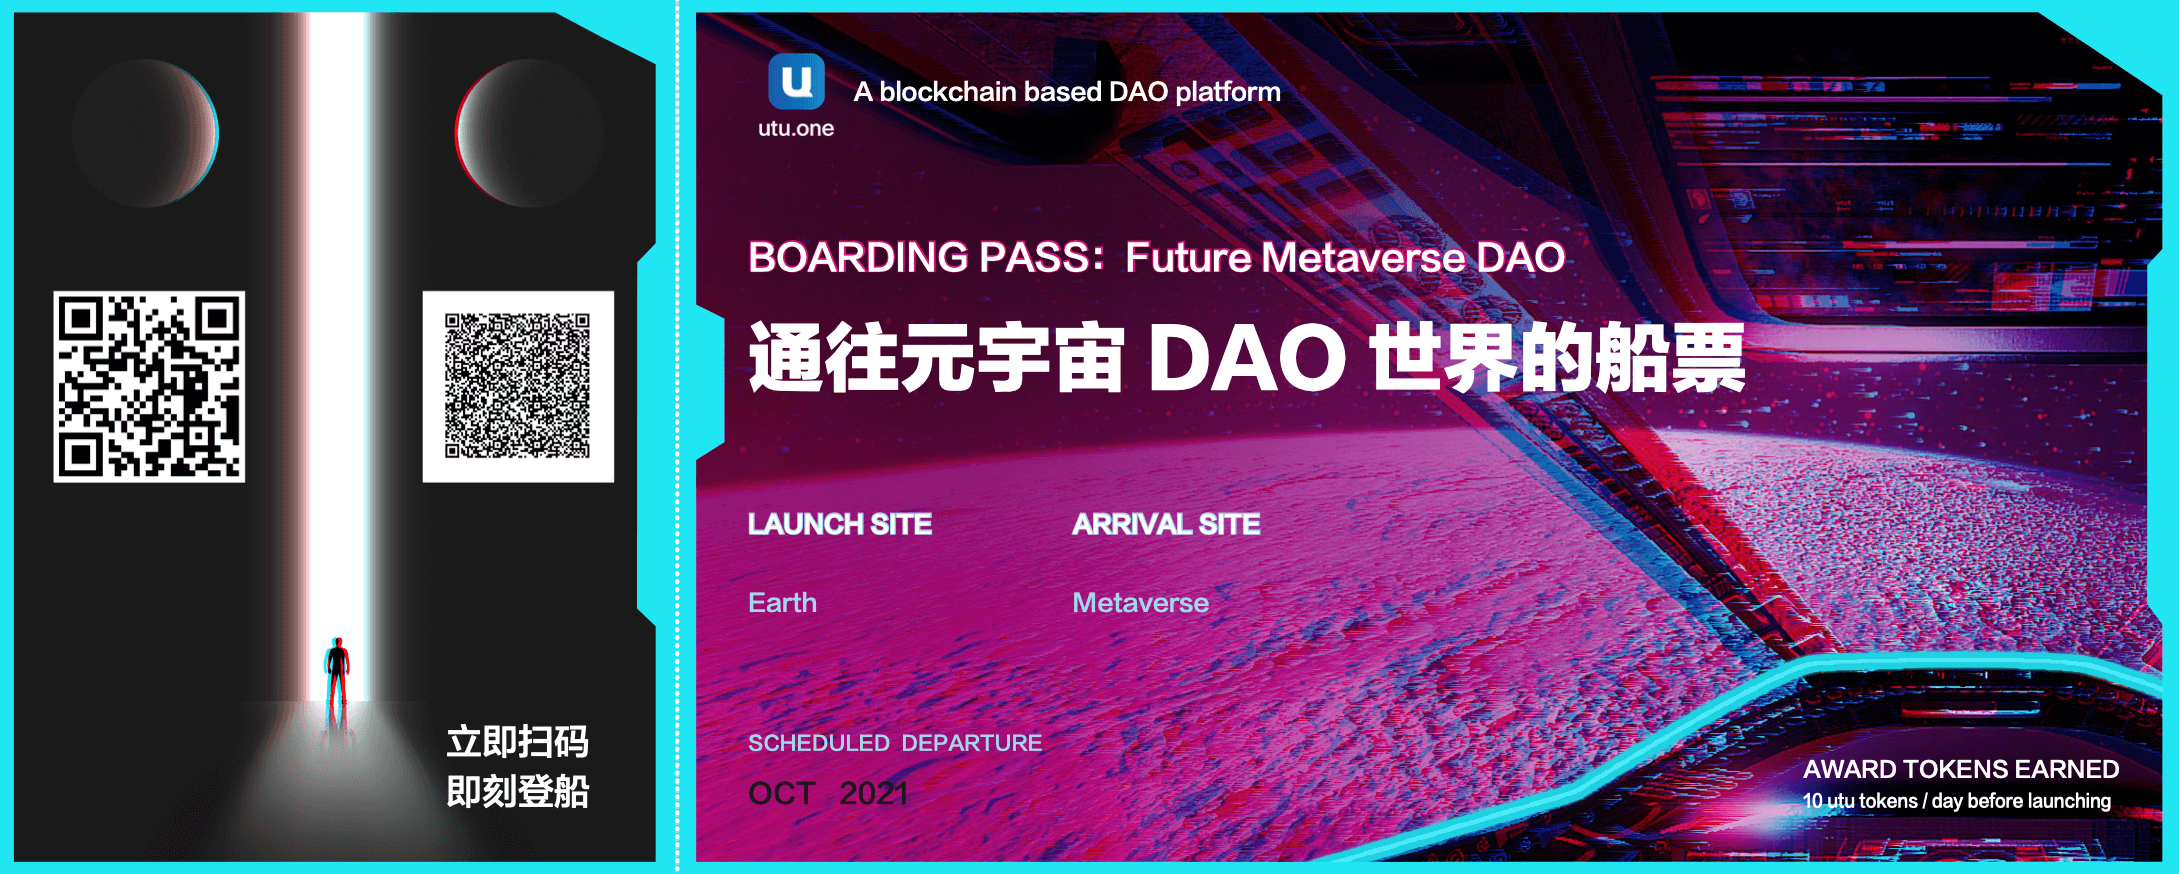 立即扫码
即刻登船
u
utu.one
A blockchain based DAO platform
BOARDING PASS： Future Metaverse DAO
通往元宇宙 DAO 世界的船票
LAUNCH SITE
ARRIVAL SITE
Earth
Metaverse
SCHEDULED DEPARTURE
OCT 2021
AWARD TOKENS EARNED
10 utu tokens / day before launching